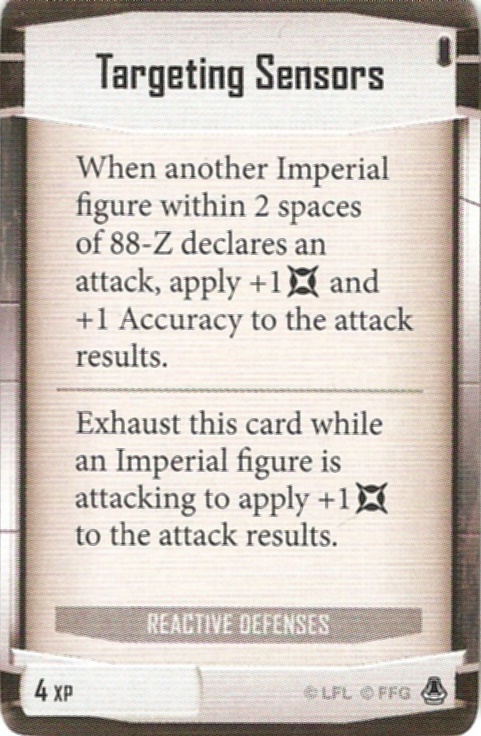 Targeting Sensors
When another Imperial
figure within 2 spaces
of 88-Z declares an
attack, apply +1 and
+1 Accuracy to the attack
results.
Exhaust this card while
an Imperial figure is
attacking to apply +1
to the attack results.
REACTIVE DEFENSES
4 XP
© LFL © FFG